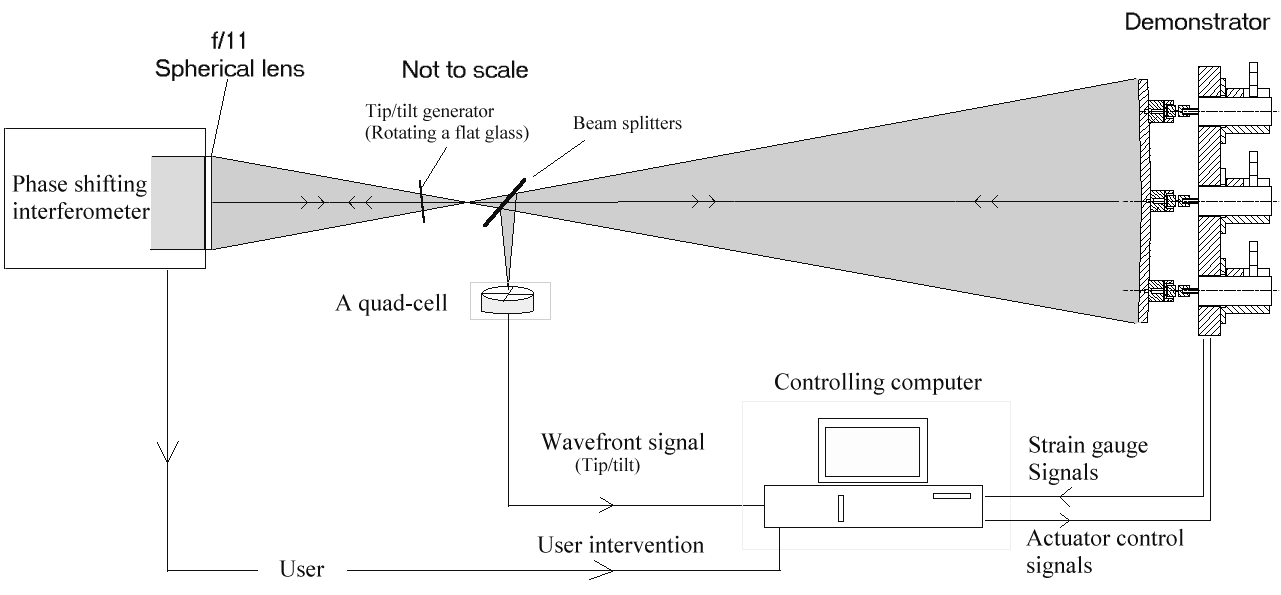 Demonstrator
f/11
Spherical lens
Not to scale
Tip/tilt generator
(Rotating a flat glass)
Beam splitters
Phase shifting
interferometer
A quad-cell
Controlling computer
Wavefront signal
(Tip/tilt)
Strain gauge
Signals
User intervention
Actuator control
signals
User